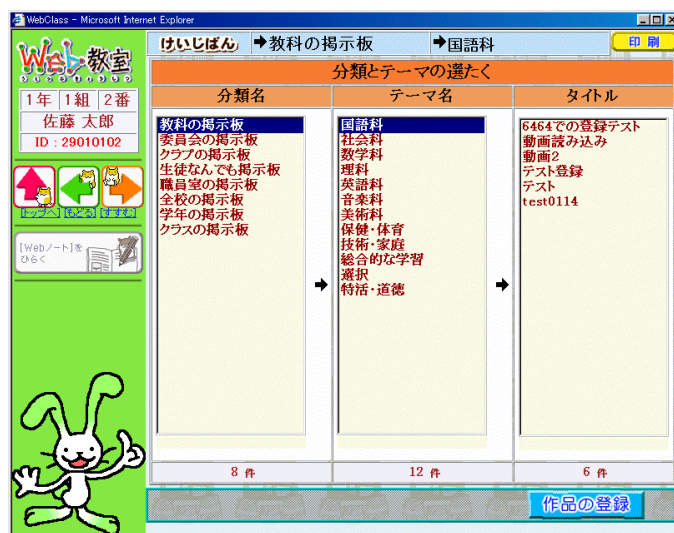 WebClass - Microsoft Internet Explorer
Web教室
けいじばん ➡教科の掲示板 ➡国語科 印刷
分類とテーマの選たく
1年 1組 2番
佐藤 太郎
ID：29010102
[トップへ] [もどる] [すすむ]
[Webノート]を
ひらく
分類名
教科の掲示板
委員会の掲示板
クラブの掲示板
生徒なんでも掲示板
職員室の掲示板
全校の掲示板
学年の掲示板
クラスの掲示板
8 件
テーマ名
国語科
社会科
数学科
理科
英語科
音楽科
美術科
保健・体育
技術・家庭
総合的な学習
選択
特活・道徳
12 件
タイトル
6464での登録テスト
動画読み込み
動画2
テスト登録
テスト
test0114
6 件
作品の登録